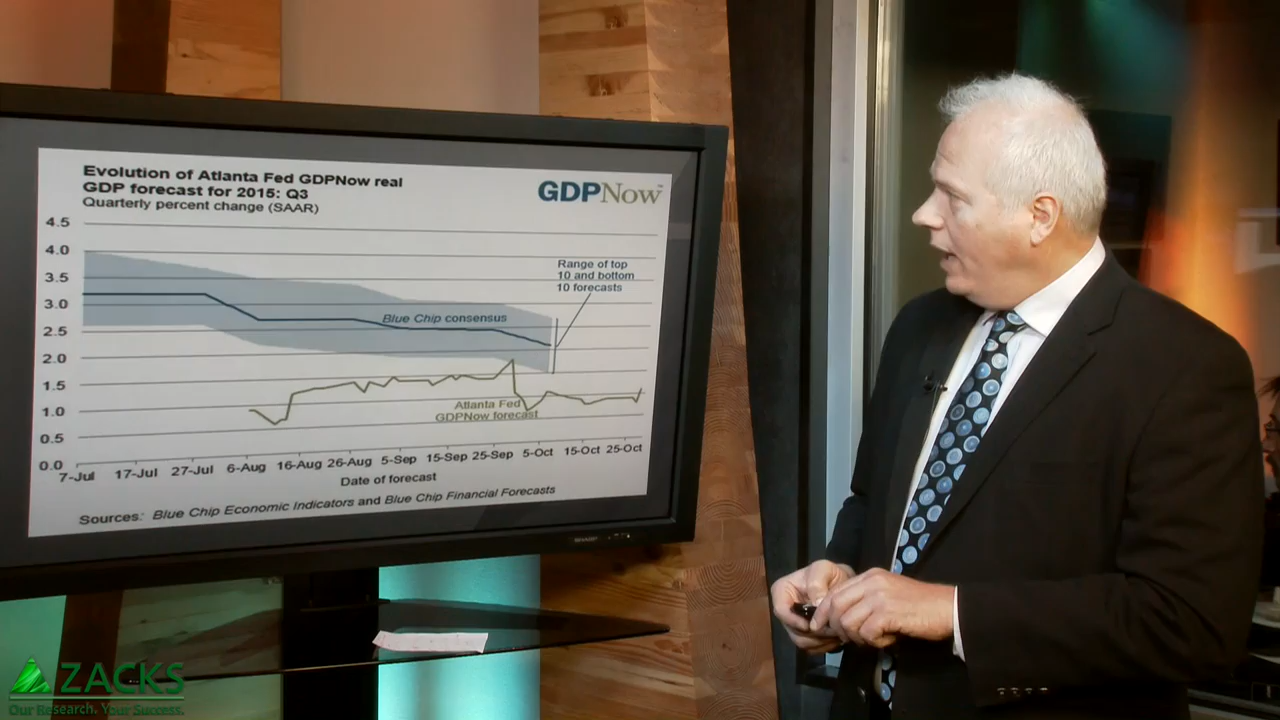 Evolution of Atlanta Fed GDPNow real
GDP forecast for 2015: Q3
Quarterly percent change (SAAR)
GDPNow™
4.5
4.0
3.5
3.0
2.5
2.0
1.5
1.0
0.5
0.0
Range of top
10 and bottom
10 forecasts
Blue Chip consensus
Atlanta Fed
GDPNow forecast
7-Jul 17-Jul 27-Jul 6-Aug 16-Aug 26-Aug 5-Sep 15-Sep 25-Sep 5-Oct 15-Oct 25-Oct
Date of forecast
Sources: Blue Chip Economic Indicators and Blue Chip Financial Forecasts
SHARP
ZACKS
Our Research. Your Success.